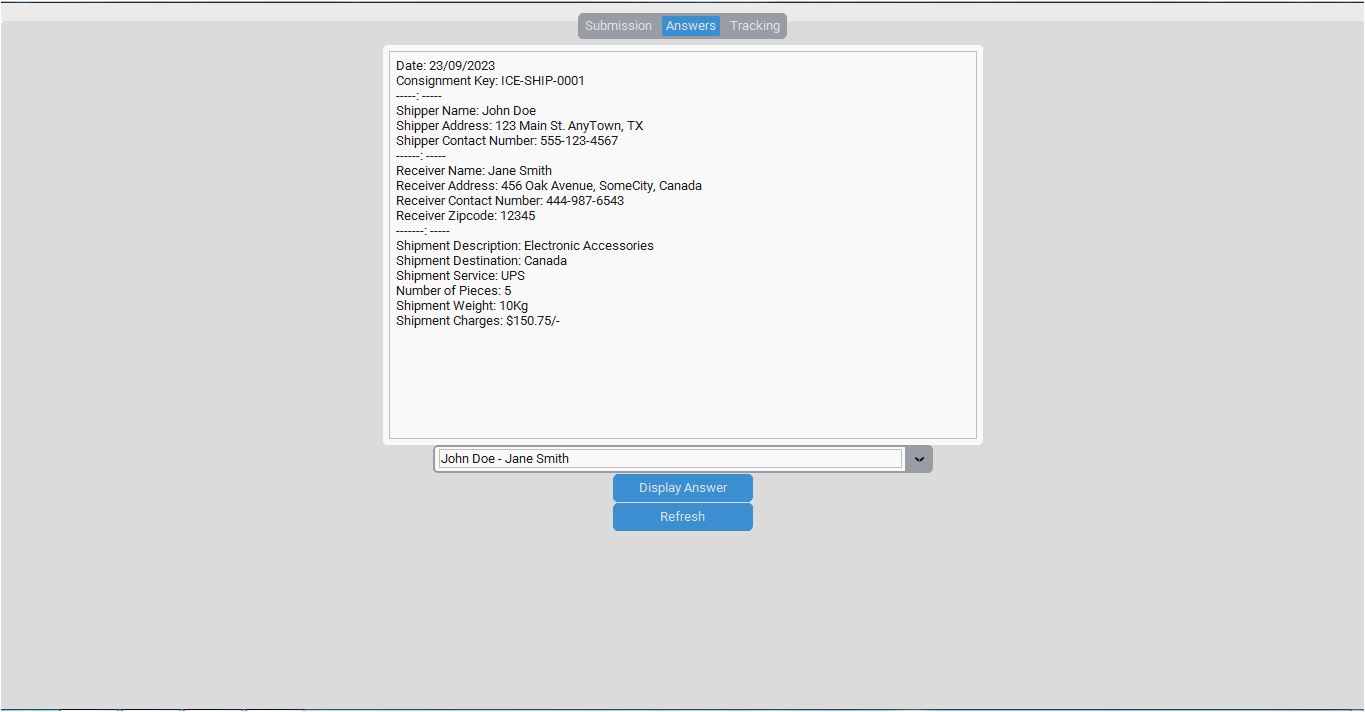 Submission Answers Tracking
Date: 23/09/2023
Consignment Key: ICE-SHIP-0001
-----: -----
Shipper Name: John Doe
Shipper Address: 123 Main St. AnyTown, TX
Shipper Contact Number: 555-123-4567
------: -----
Receiver Name: Jane Smith
Receiver Address: 456 Oak Avenue, SomeCity, Canada
Receiver Contact Number: 444-987-6543
Receiver Zipcode: 12345
-------: -----
Shipment Description: Electronic Accessories
Shipment Destination: Canada
Shipment Service: UPS
Number of Pieces: 5
Shipment Weight: 10Kg
Shipment Charges: $150.75/-
John Doe - Jane Smith
Display Answer
Refresh